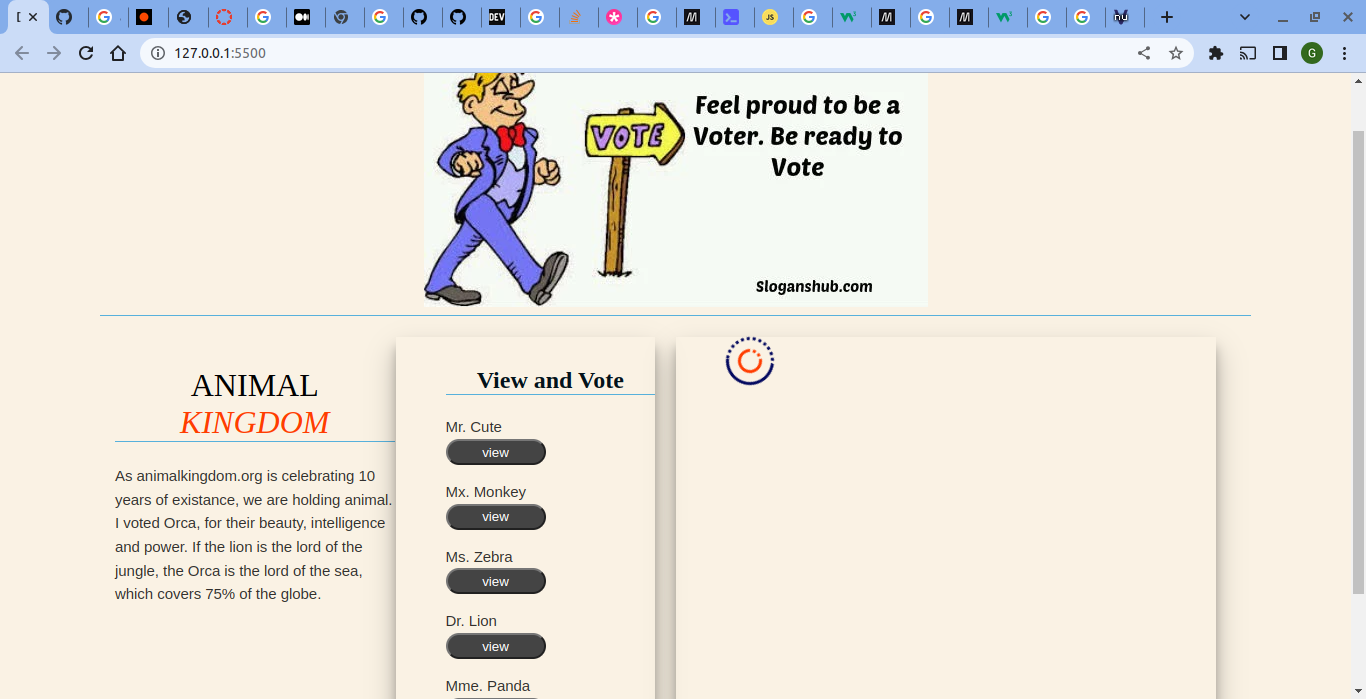 [
DEV
JS
127.0.0.1:5500
G
VOTE
Feel proud to be a
Voter. Be ready to
Vote
Sloganshub.com
ANIMAL
KINGDOM
As animalkingdom.org is celebrating 10
years of existance, we are holding animal.
I voted Orca, for their beauty, intelligence
and power. If the lion is the lord of the
jungle, the Orca is the lord of the sea,
which covers 75% of the globe.
View and Vote
Mr. Cute
view
Mx. Monkey
view
Ms. Zebra
view
Dr. Lion
view
Mme. Panda